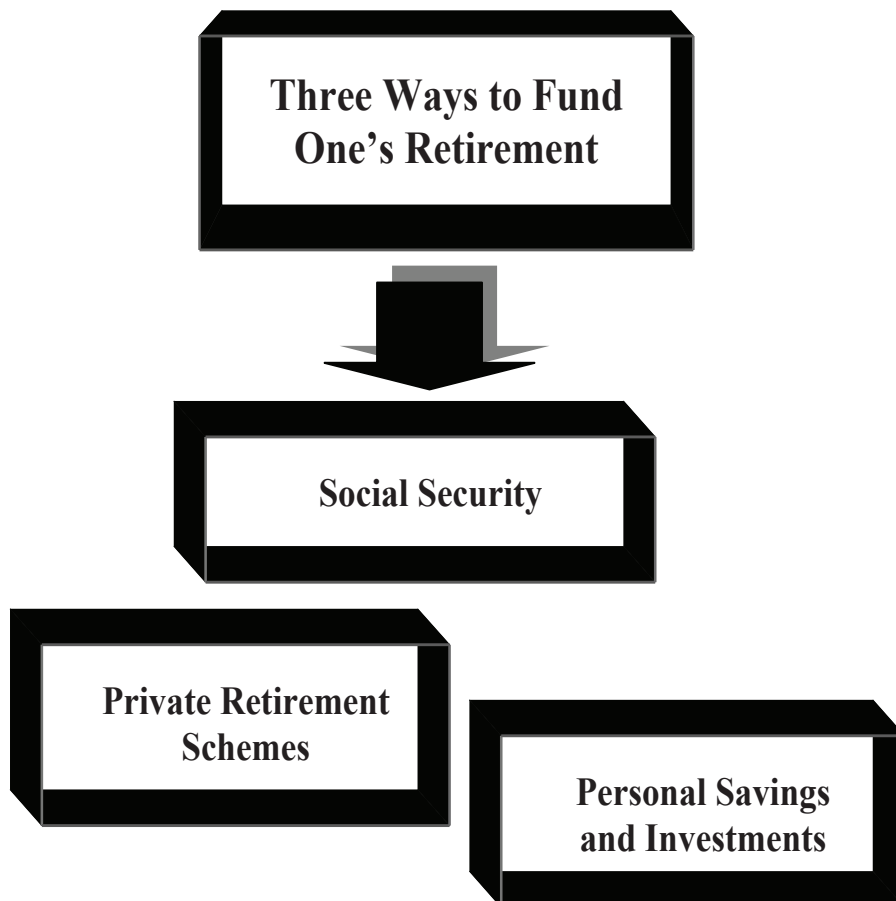 Three Ways to Fund
One’s Retirement
Social Security
Private Retirement
Schemes
Personal Savings
and Investments